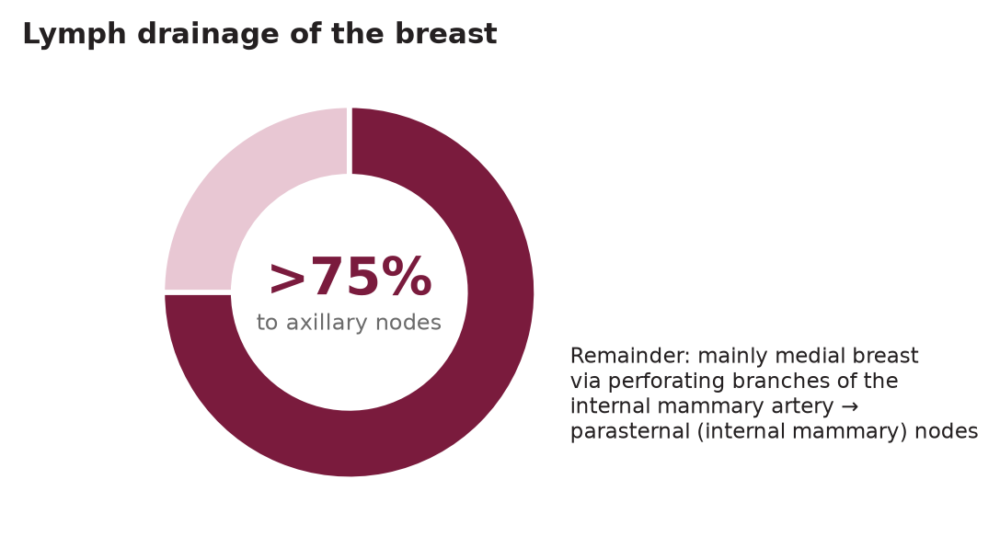 Lymph drainage of the breast
>75%
to axillary nodes
Remainder: mainly medial breast
via perforating branches of the
internal mammary artery →
parasternal (internal mammary) nodes